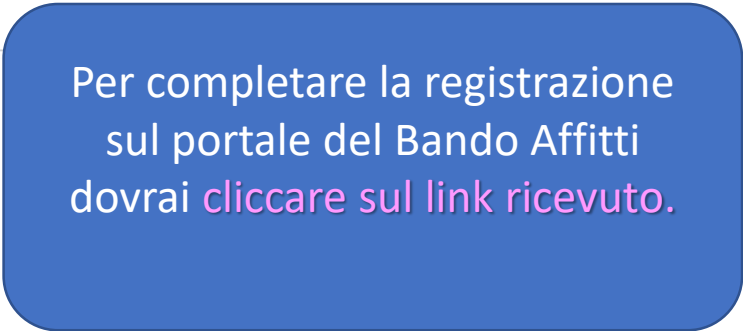 Per completare la registrazione
sul portale del Bando Affitti
dovrai cliccare sul link ricevuto.